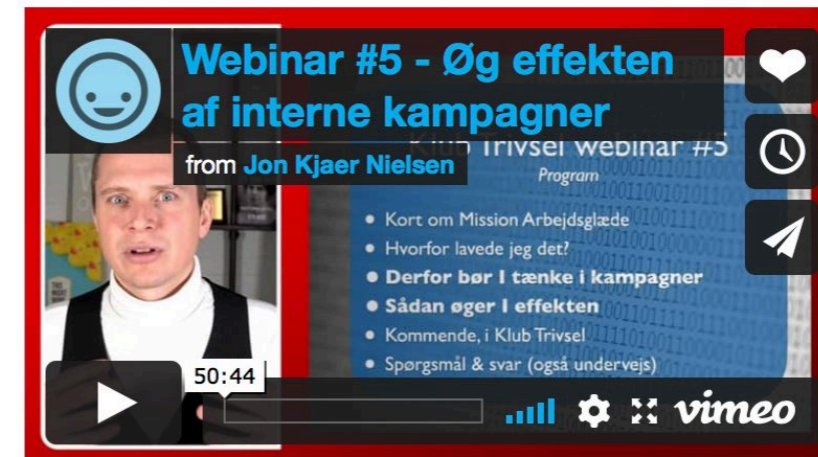 Webinar #5 - Øg effekten
af interne kampagner
from Jon Kjaer Nielsen
Klub Trivsel Webinar #5
Program
• Kort om Mission Arbejdsglæde
• Hvorfor lavede jeg det?
• Derfor bør I tænke i kampagner
• Sådan øger I effekten
• Kommende, i Klub Trivsel
• Spørgsmål & svar (også undervejs)
50:44
vimeo